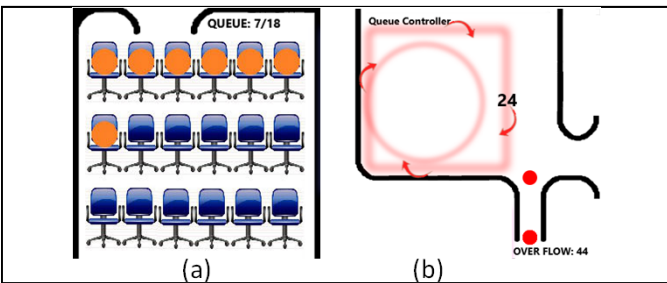 QUEUE: 7/18
Queue Controller
24
OVER FLOW: 44
(a)
(b)